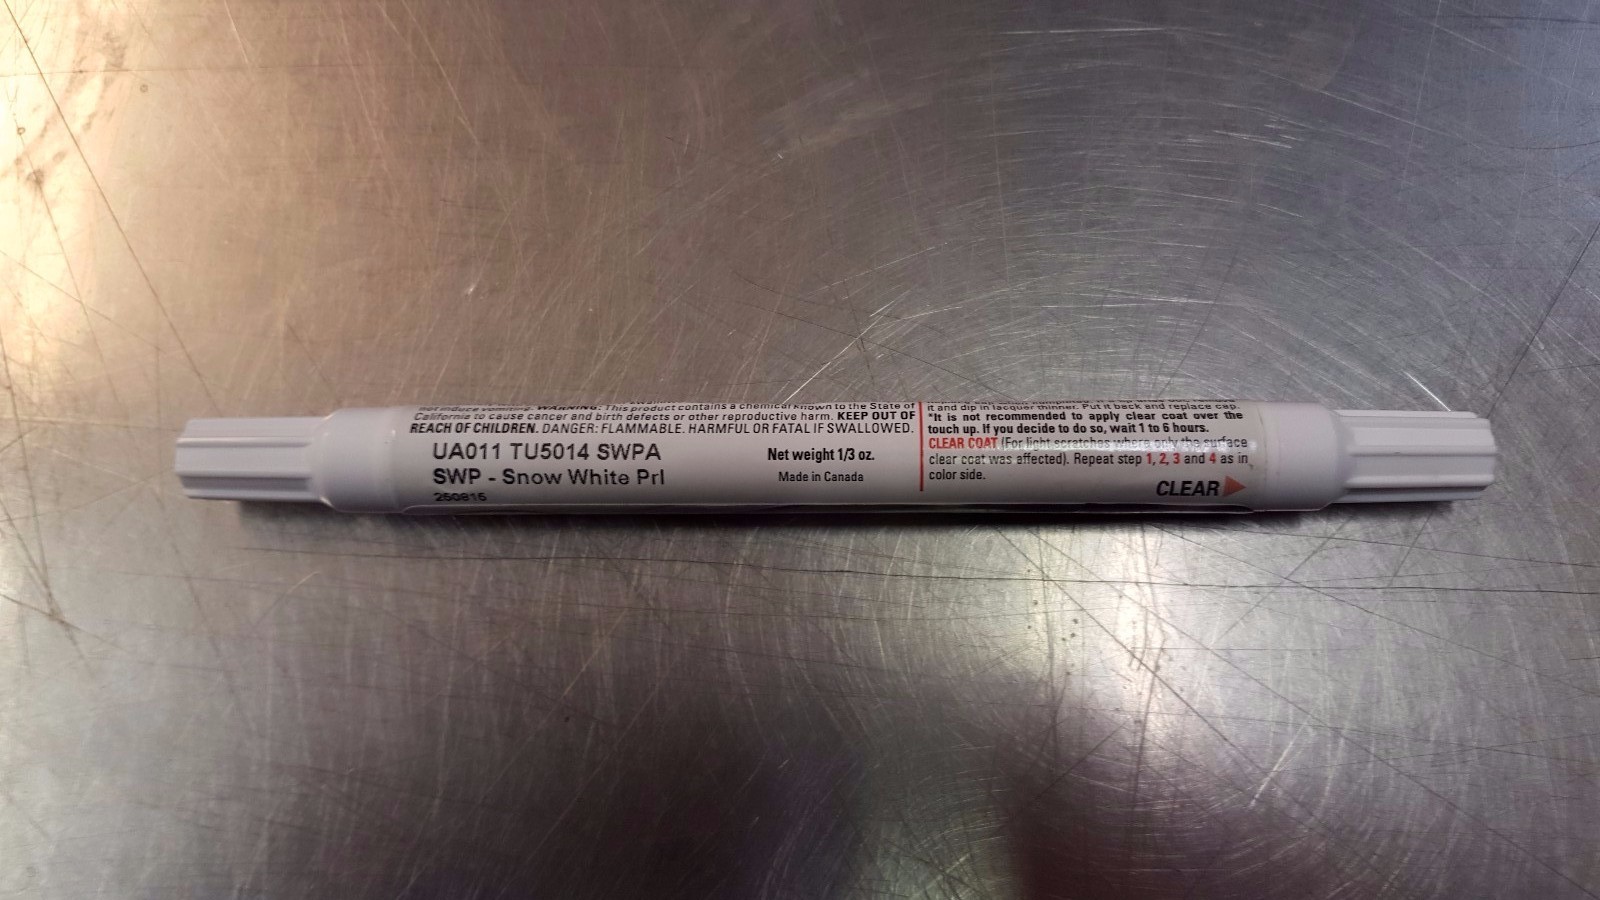 not induce vomiting. WARNING: This product contains a chemical known to the State of
California to cause cancer and birth defects or other reproductive harm. KEEP OUT OF
REACH OF CHILDREN. DANGER: FLAMMABLE. HARMFUL OR FATAL IF SWALLOWED.
UA011 TU5014 SWPA
SWP - Snow White Prl
250815
Net weight 1/3 oz.
Made in Canada
it and dip in lacquer thinner. Put it back and replace cap.
*It is not recommended to apply clear coat over the
touch up. If you decide to do so, wait 1 to 6 hours.
CLEAR COAT (For light scratches where only the surface
clear coat was affected). Repeat step 1, 2, 3 and 4 as in
color side.
CLEAR